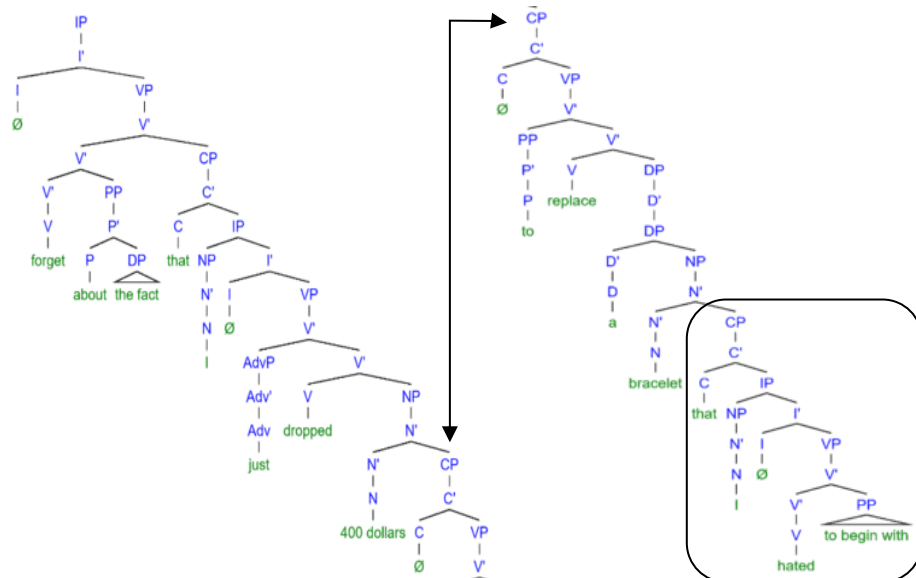 IP
I'
I VP
Ø V'
V' CP
V' PP C'
V P' C IP
forget P DP that NP I'
about the fact N' I VP
N Ø V'
I AdvP V'
Adv' V NP
Adv dropped N'
just N' CP
N C'
400 dollars C VP
Ø V'
CP
C'
C VP
Ø V'
PP V'
P' V DP
P replace D'
to DP
D' NP
D N'
a N' CP
N C'
bracelet C IP
that NP I'
N' I VP
N Ø V'
I V' PP
V to begin with
hated